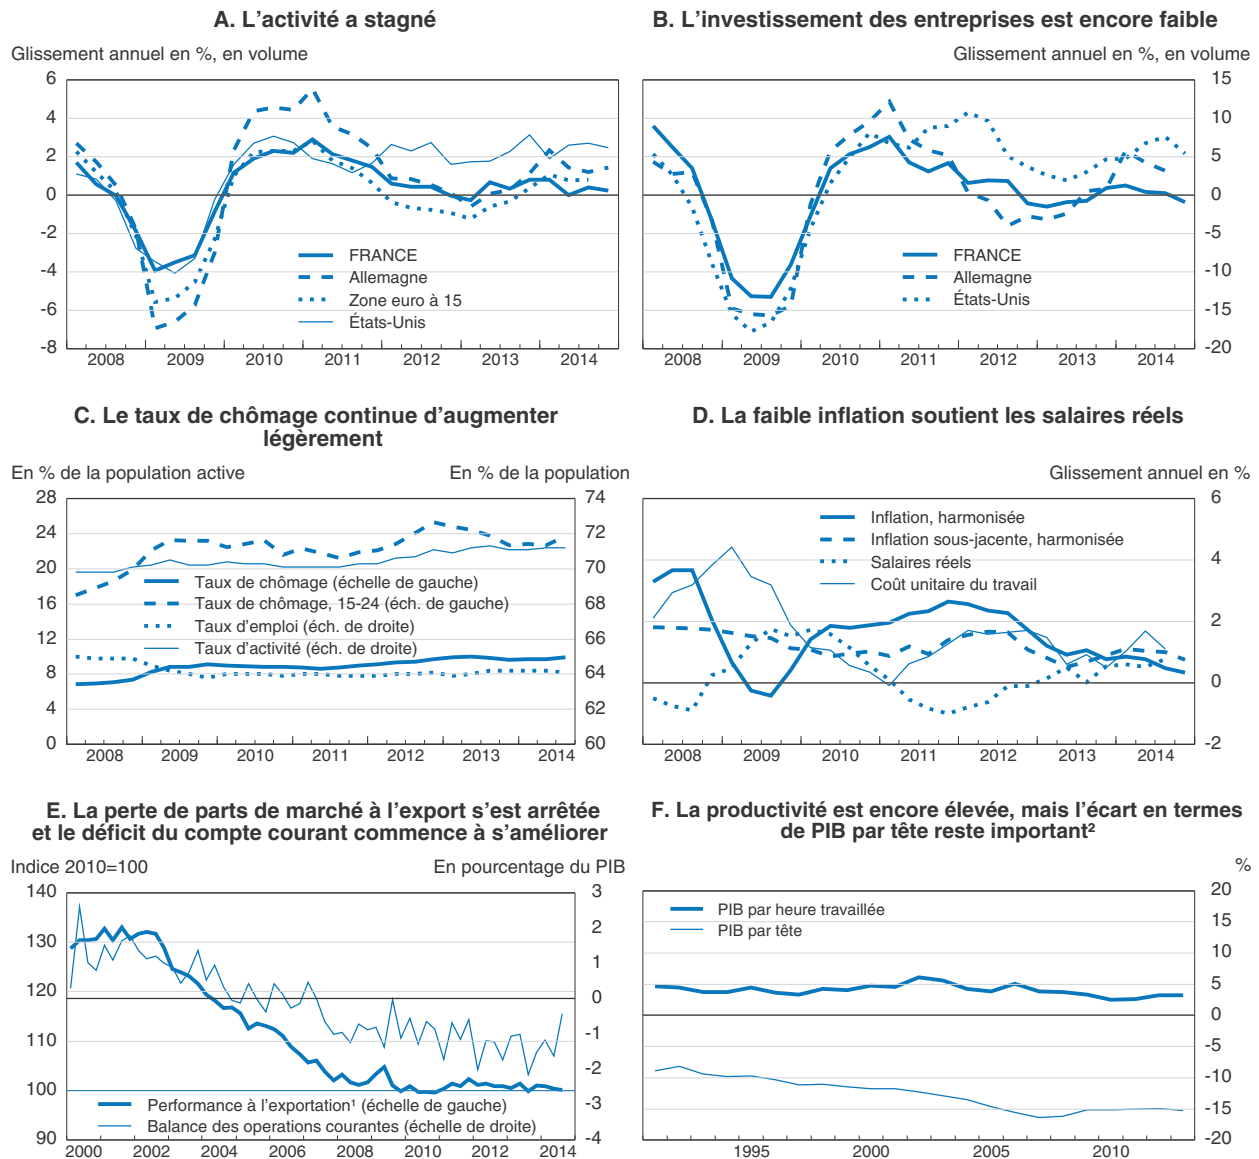 A. L'activité a stagné
Glissement annuel en %, en volume
6
4
2
0
-2
-4
-6
-8
FRANCE
Allemagne
Zone euro à 15
États-Unis
2008 2009 2010 2011 2012 2013 2014
B. L'investissement des entreprises est encore faible
Glissement annuel en %, en volume
15
10
5
0
-5
-10
-15
-20
FRANCE
Allemagne
États-Unis
2008 2009 2010 2011 2012 2013 2014
C. Le taux de chômage continue d'augmenter
légèrement
En % de la population active
En % de la population
28
24
20
16
12
8
4
0
74
72
70
68
66
64
62
60
Taux de chômage (échelle de gauche)
Taux de chômage, 15-24 (éch. de gauche)
Taux d'emploi (éch. de droite)
Taux d'activité (éch. de droite)
2008 2009 2010 2011 2012 2013 2014
D. La faible inflation soutient les salaires réels
Glissement annuel en %
6
4
2
0
-2
Inflation, harmonisée
Inflation sous-jacente, harmonisée
Salaires réels
Coût unitaire du travail
2008 2009 2010 2011 2012 2013 2014
E. La perte de parts de marché à l'export s'est arrêtée
et le déficit du compte courant commence à s'améliorer
Indice 2010=100
En pourcentage du PIB
140
130
120
110
100
90
3
2
1
0
-1
-2
-3
-4
Performance à l'exportation¹ (échelle de gauche)
Balance des operations courantes (échelle de droite)
2000 2002 2004 2006 2008 2010 2012 2014
F. La productivité est encore élevée, mais l'écart en termes
de PIB par tête reste important²
%
20
15
10
5
0
-5
-10
-15
-20
PIB par heure travaillée
PIB par tête
1995 2000 2005 2010